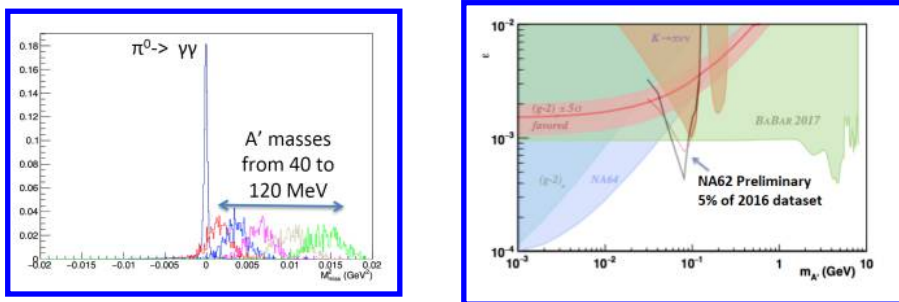 π⁰-> γγ
A' masses
from 40 to
120 MeV
0.18
0.16
0.14
0.12
0.1
0.08
0.06
0.04
0.02
0
-0.02
-0.015
-0.01
-0.005
0
0.005
0.01
0.015
0.02
M²miss (GeV²)
ε
10⁻²
10⁻³
10⁻⁴
K→πνν
(g-2) ±5σ
favored
BABAR 2017
(g-2)e
NA64
NA62 Preliminary
5% of 2016 dataset
10⁻³
10⁻²
10⁻¹
1
10
mA' (GeV)